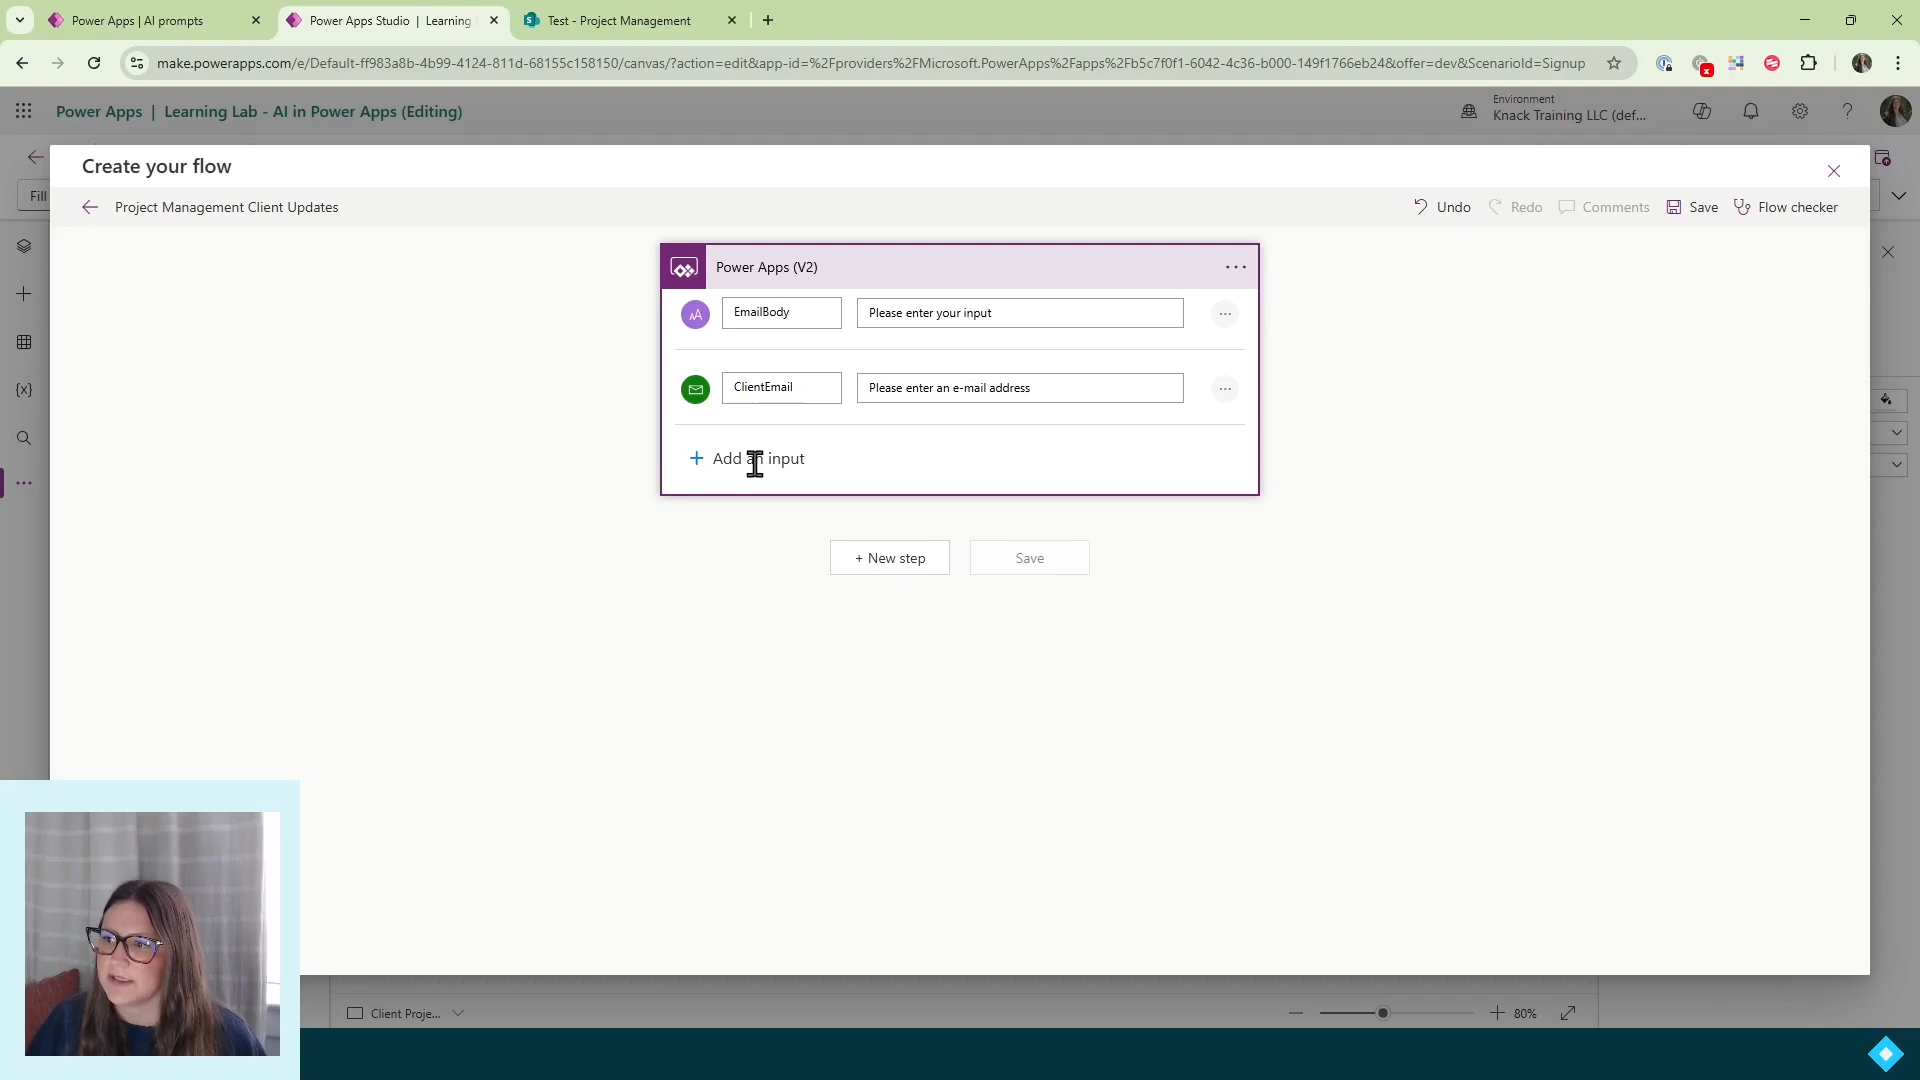 Power Apps | AI prompts
Power Apps Studio | Learning
Test - Project Management
make.powerapps.com/e/Default-ff983a8b-4b99-4124-811d-68155c158150/canvas/?action=edit&app-id=%2Fproviders%2FMicrosoft.PowerApps%2Fapps%2Fb5c7f0f1-6042-4c36-b000-149f1766eb24&offer=dev&ScenarioId=Signup
Power Apps | Learning Lab - AI in Power Apps (Editing)
Environment
Knack Training LLC (def...
Create your flow
Fill
Project Management Client Updates
Undo
Redo
Comments
Save
Flow checker
Power Apps (V2)
EmailBody
Please enter your input
ClientEmail
Please enter an e-mail address
Add an input
+ New step
Save
Client Proje...
80%